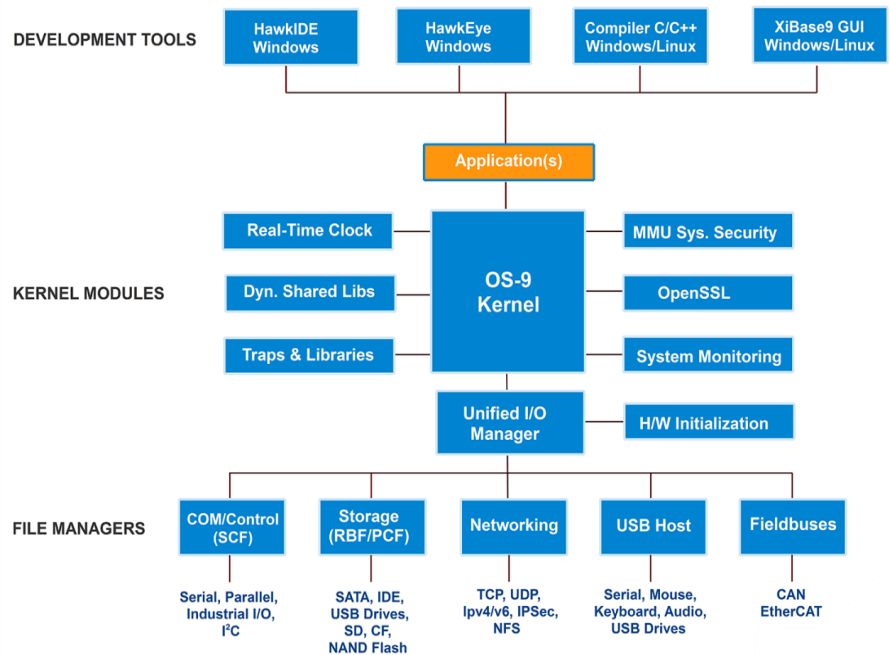 DEVELOPMENT TOOLS
HawkIDE
Windows
HawkEye
Windows
Compiler C/C++
Windows/Linux
XiBase9 GUI
Windows/Linux
Application(s)
KERNEL MODULES
Real-Time Clock
Dyn. Shared Libs
Traps & Libraries
OS-9
Kernel
MMU Sys. Security
OpenSSL
System Monitoring
Unified I/O
Manager
H/W Initialization
FILE MANAGERS
COM/Control
(SCF)
Storage
(RBF/PCF)
Networking
USB Host
Fieldbuses
Serial, Parallel,
Industrial I/O,
I²C
SATA, IDE,
USB Drives,
SD, CF,
NAND Flash
TCP, UDP,
Ipv4/v6, IPSec,
NFS
Serial, Mouse,
Keyboard, Audio,
USB Drives
CAN
EtherCAT